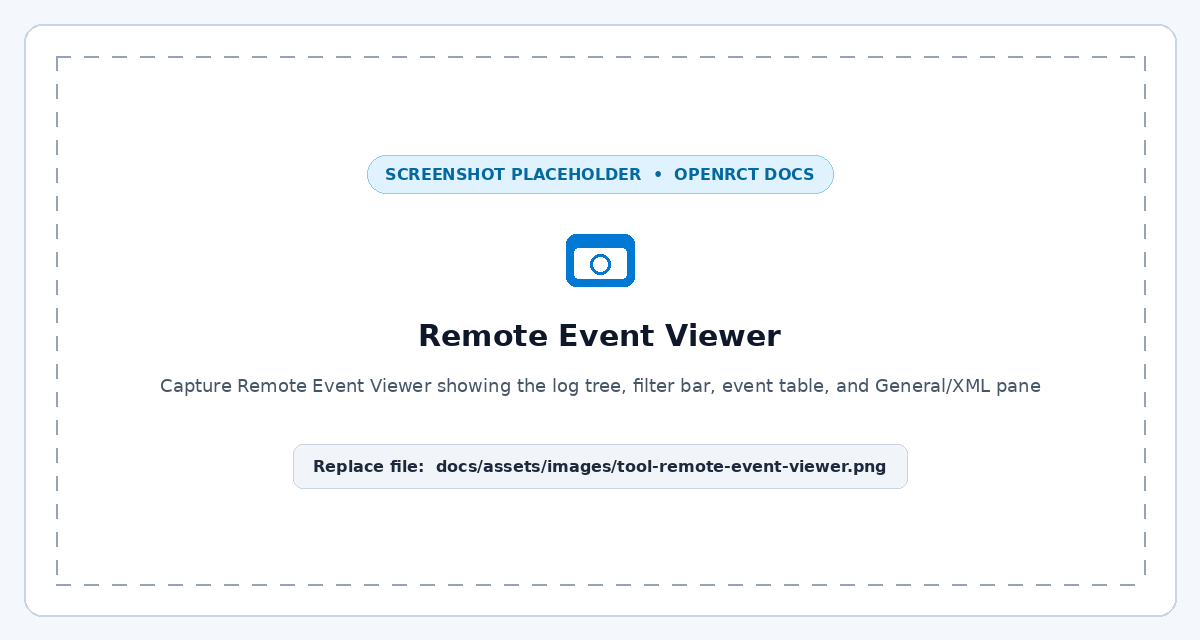 SCREENSHOT PLACEHOLDER • OPENRCT DOCS
Remote Event Viewer
Capture Remote Event Viewer showing the log tree, filter bar, event table, and General/XML pane
Replace file: docs/assets/images/tool-remote-event-viewer.png